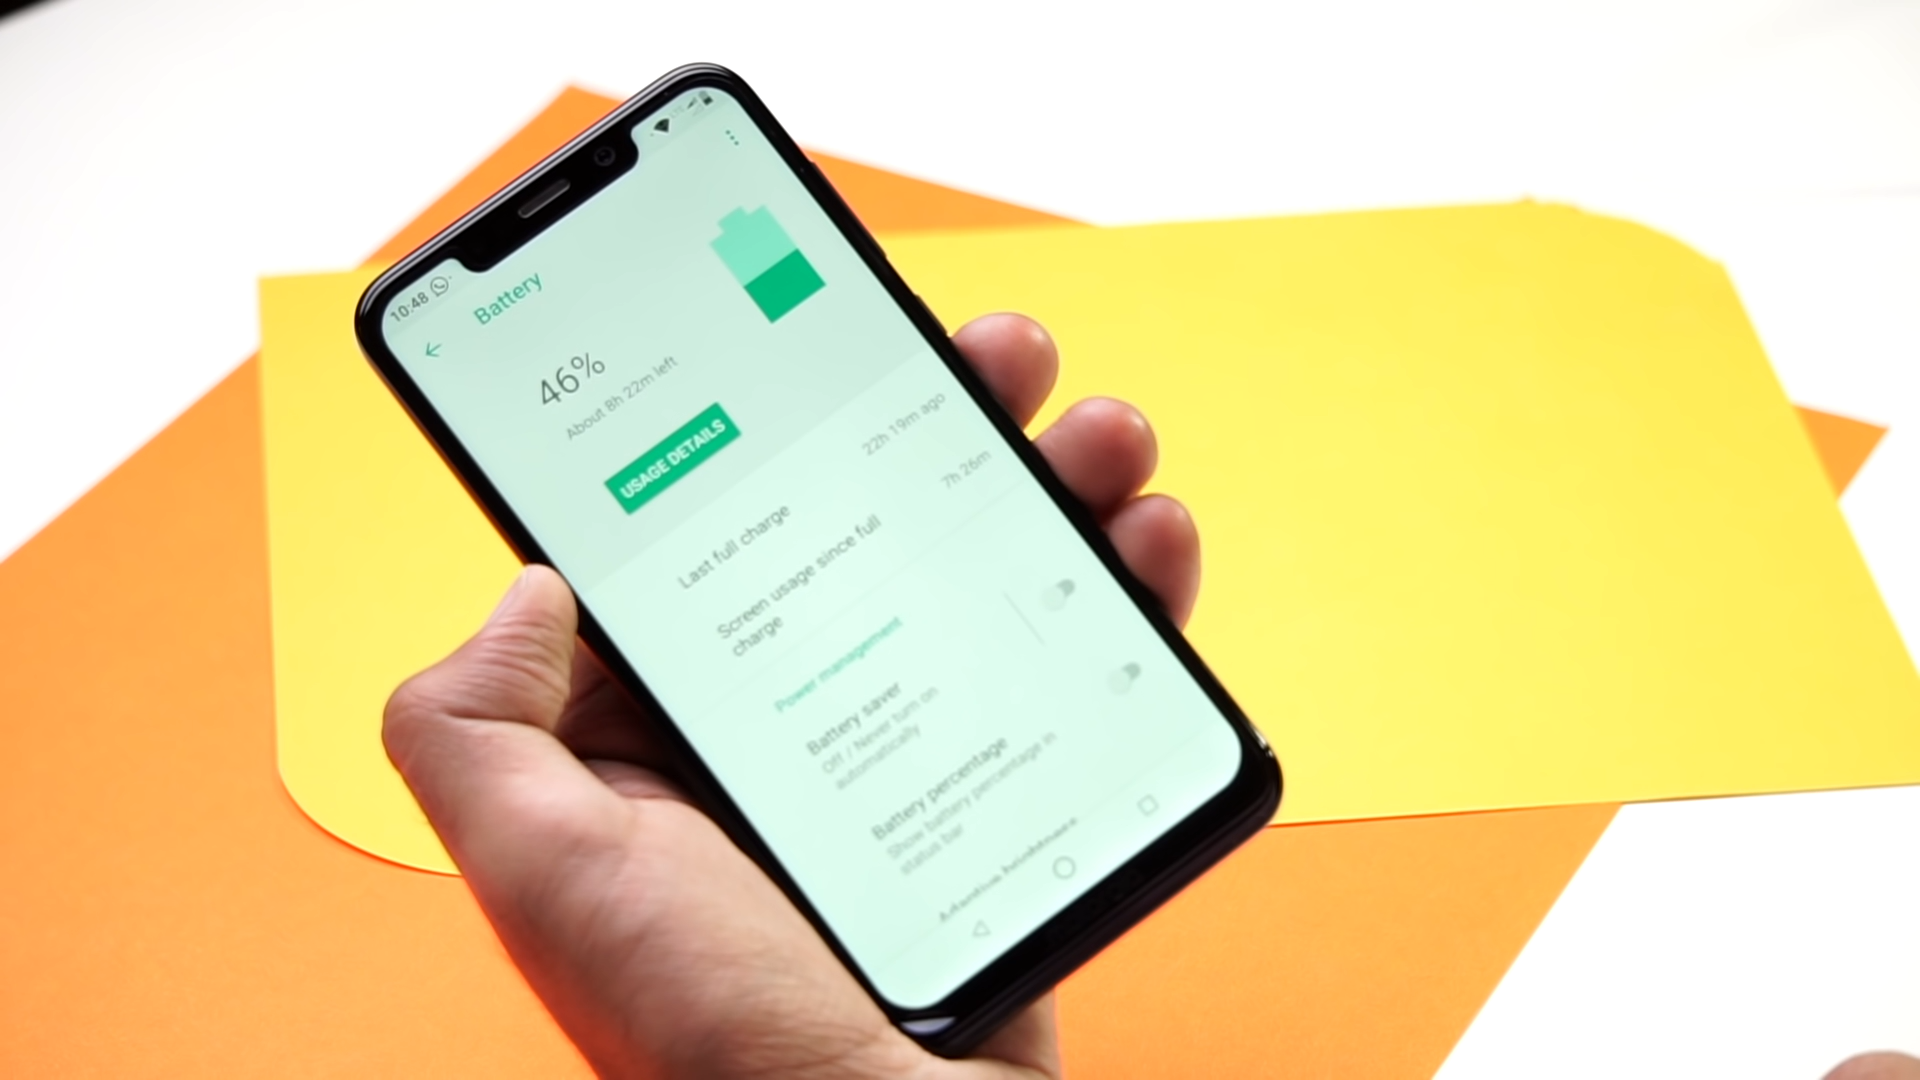 10:48
Battery
46%
About 8h 22m left
USAGE DETAILS
Last full charge
22h 19m ago
Screen usage since full
charge
7h 26m
Power management
Battery saver
Off / Never turn on
automatically
Battery percentage
Show battery percentage in
status bar
Adaptive brightness